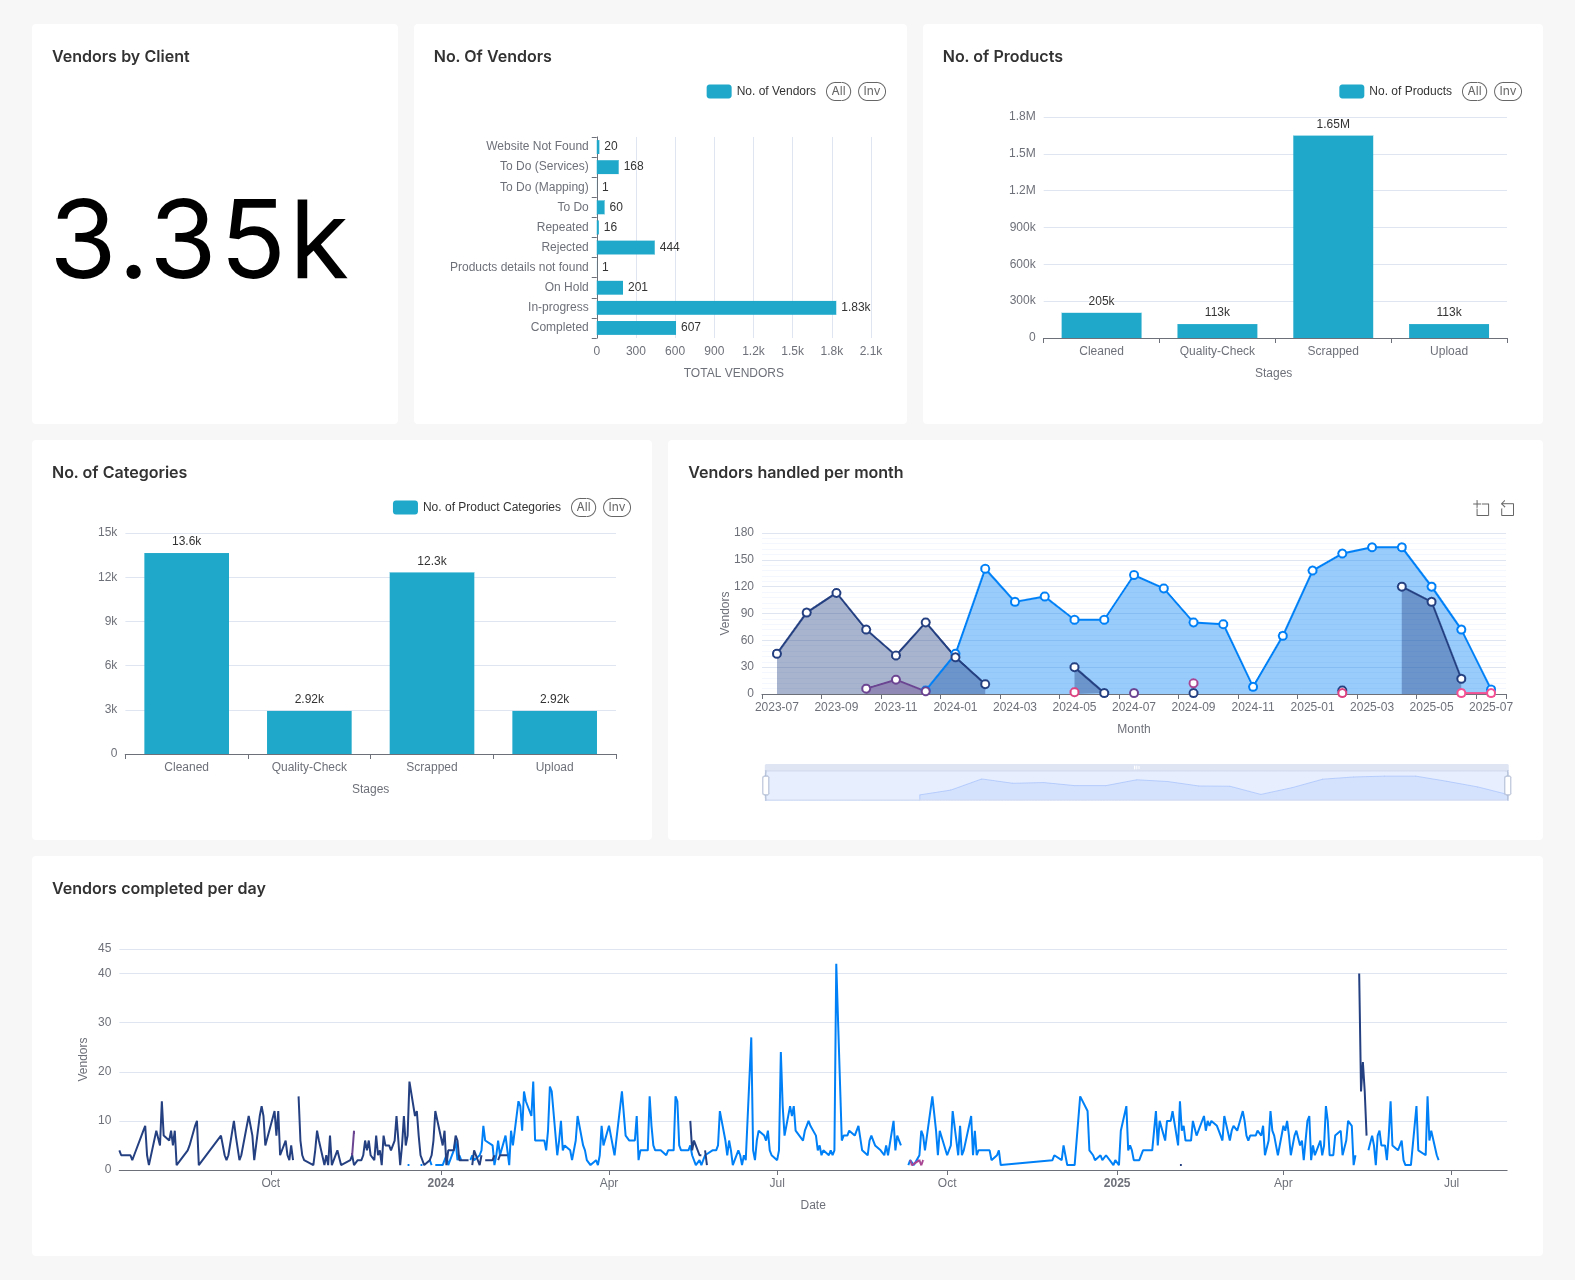 Vendors by Client
3.35k
No. Of Vendors
No. of Vendors All Inv
Website Not Found 20
To Do (Services) 168
To Do (Mapping) 1
To Do 60
Repeated 16
Rejected 444
Products details not found 1
On Hold 201
In-progress 1.83k
Completed 607
0 300 600 900 1.2k 1.5k 1.8k 2.1k
TOTAL VENDORS
No. of Products
No. of Products All Inv
1.8M
1.5M
1.2M
900k
600k
300k
0
205k 113k 1.65M 113k
Cleaned Quality-Check Scrapped Upload
Stages
No. of Categories
No. of Product Categories All Inv
15k
12k
9k
6k
3k
0
13.6k 2.92k 12.3k 2.92k
Cleaned Quality-Check Scrapped Upload
Stages
Vendors handled per month
180
150
120
90
60
30
0
Vendors
2023-07 2023-09 2023-11 2024-01 2024-03 2024-05 2024-07 2024-09 2024-11 2025-01 2025-03 2025-05 2025-07
Month
Vendors completed per day
45
40
30
20
10
0
Vendors
Oct 2024 Apr Jul Oct 2025 Apr Jul
Date